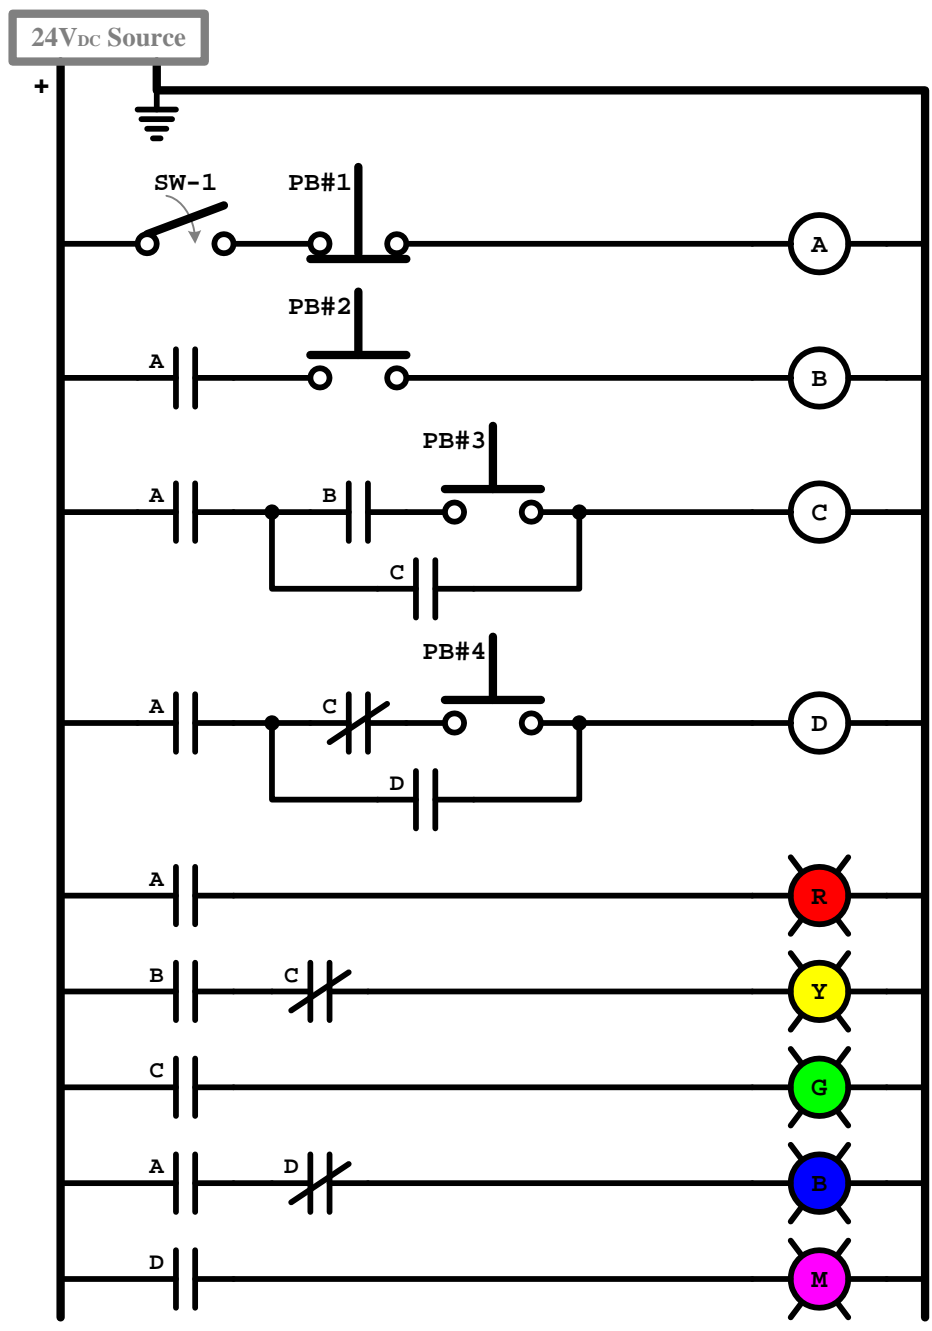 24VDC Source
+
SW-1 PB#1
A
PB#2
A B
PB#3
A B C
C
PB#4
A C D
D
A R
B C Y
C G
A D B
D M